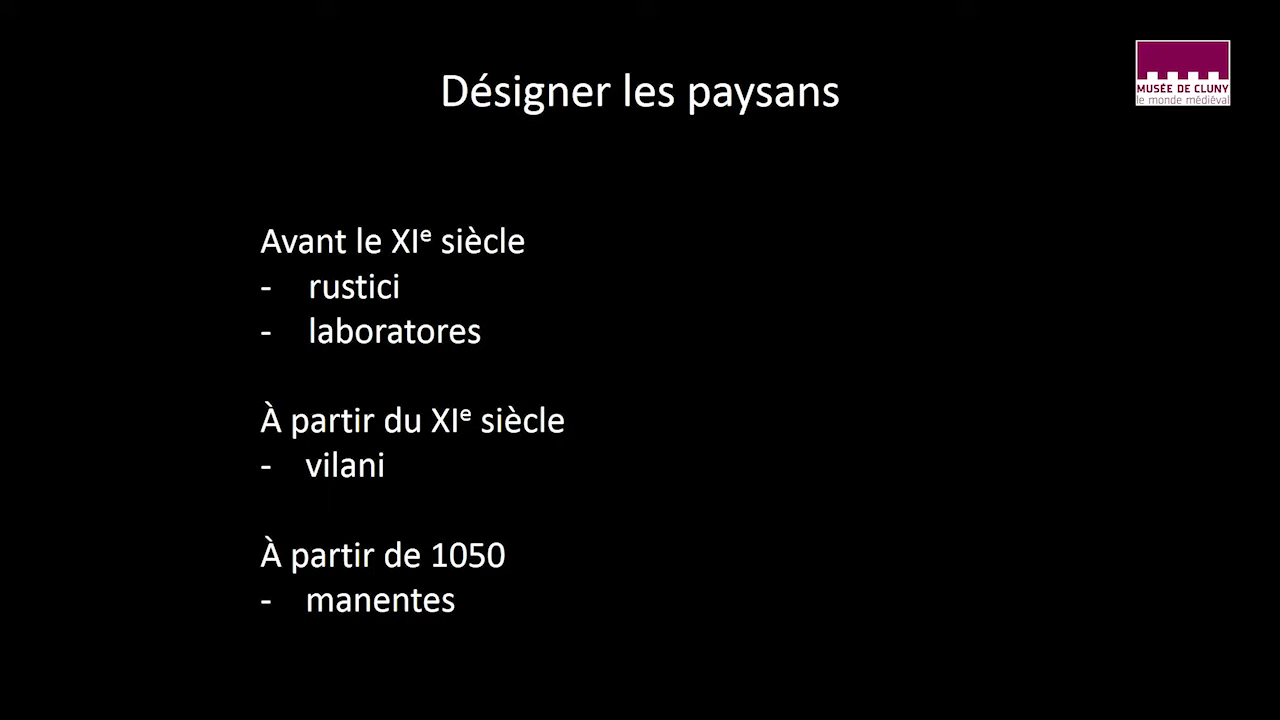 Désigner les paysans
MUSÉE DE CLUNY
le monde médiéval
Avant le XIe siècle
- rustici
- laboratores
À partir du XIe siècle
- vilani
À partir de 1050
- manentes